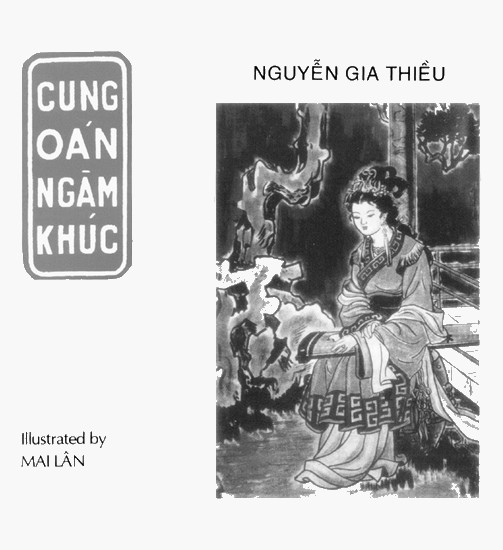 CUNG
OÁN
NGÂM
KHÚC
NGUYỄN GIA THIỀU
Illustrated by
MAI LÂN